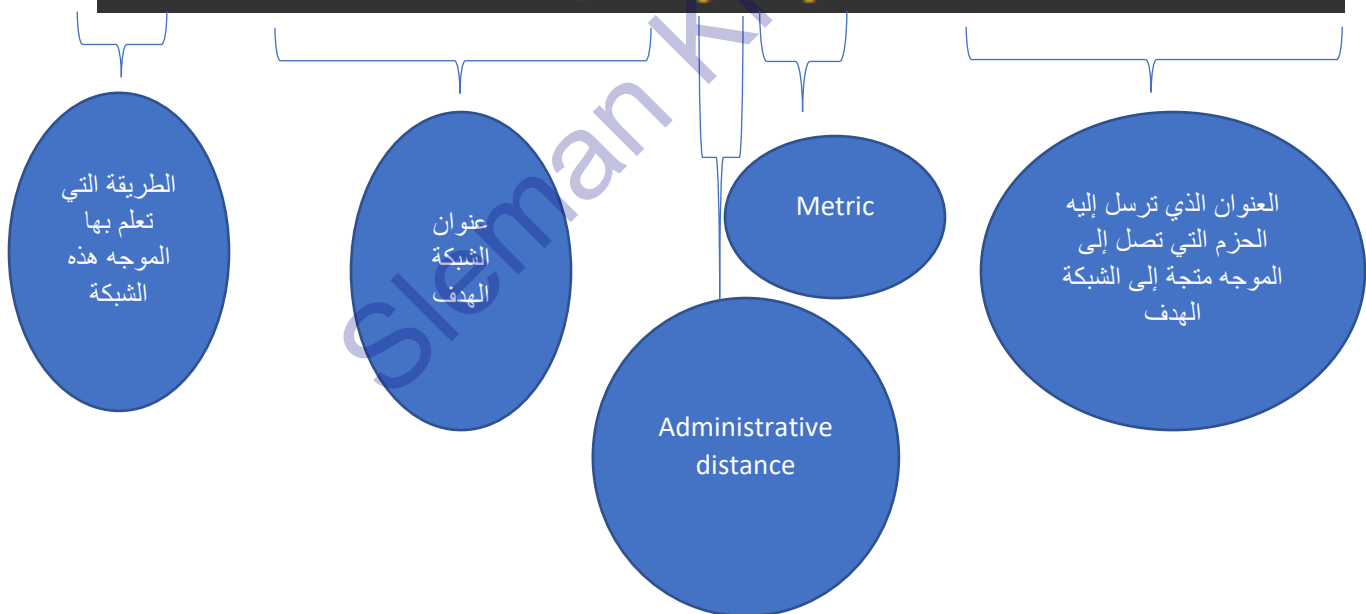 الطريقة التي
تعلم بها
الموجه هذه
الشبكة
عنوان
الشبكة
الهدف
Metric
Administrative
distance
العنوان الذي ترسل إليه
الحزم التي تصل إلى
الموجه متجة إلى الشبكة
الهدف
Sleman